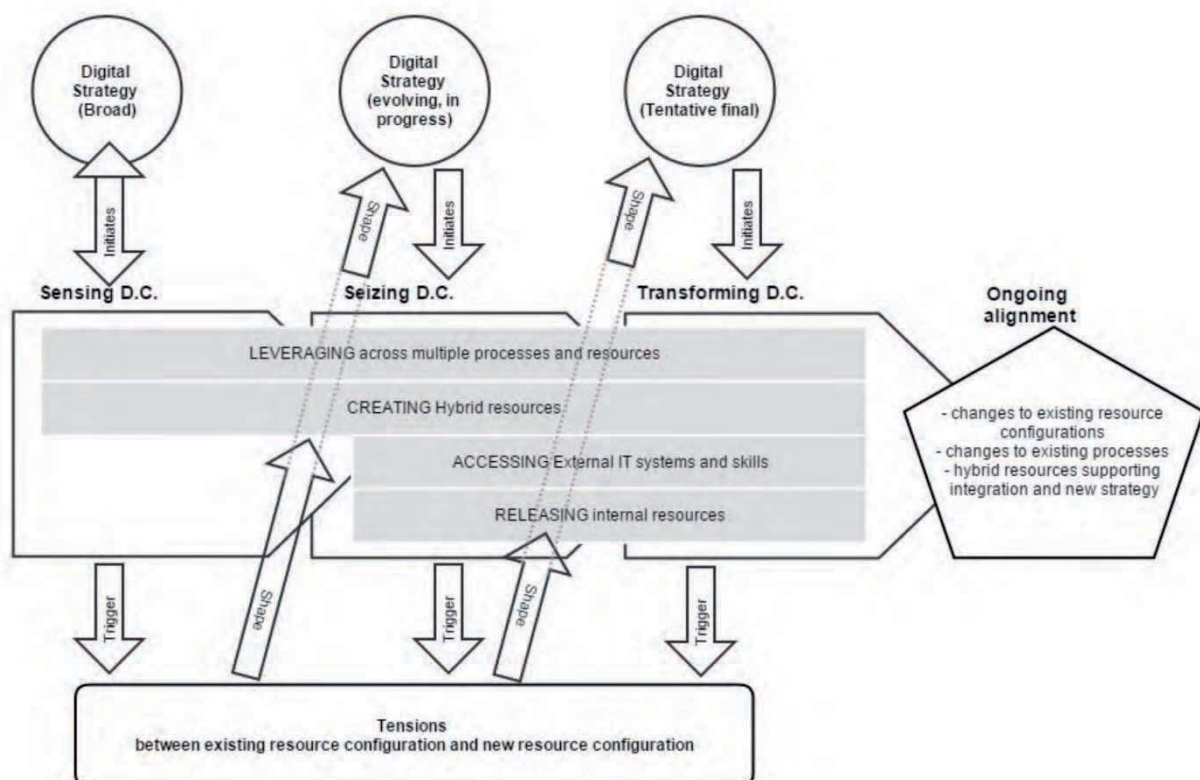 Digital
Strategy
(Broad)
Digital
Strategy
(evolving, in
progress)
Digital
Strategy
(Tentative final)
Initiates
Shape
Initiates
Shape
Initiates
Sensing D.C.
Seizing D.C.
Transforming D.C.
Ongoing
alignment
LEVERAGING across multiple processes and resources
CREATING Hybrid resources
ACCESSING External IT systems and skills
RELEASING internal resources
- changes to existing resource
configurations
- changes to existing processes
- hybrid resources supporting
integration and new strategy
Trigger
Shape
Trigger
Shape
Trigger
Tensions
between existing resource configuration and new resource configuration